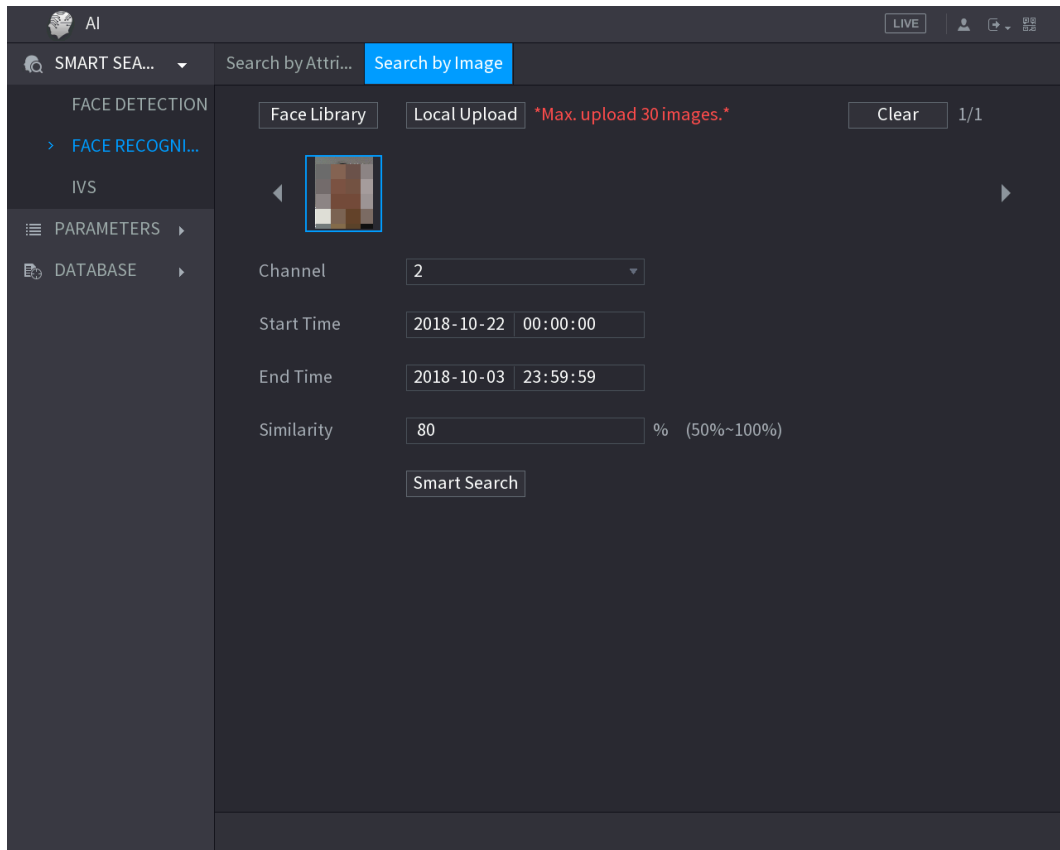 AI LIVE
SMART SEA... Search by Attri... Search by Image
FACE DETECTION
Face Library Local Upload *Max. upload 30 images.* Clear 1/1
FACE RECOGNI...
IVS
PARAMETERS
DATABASE
Channel 2
Start Time 2018-10-22 00:00:00
End Time 2018-10-03 23:59:59
Similarity 80 % (50%~100%)
Smart Search